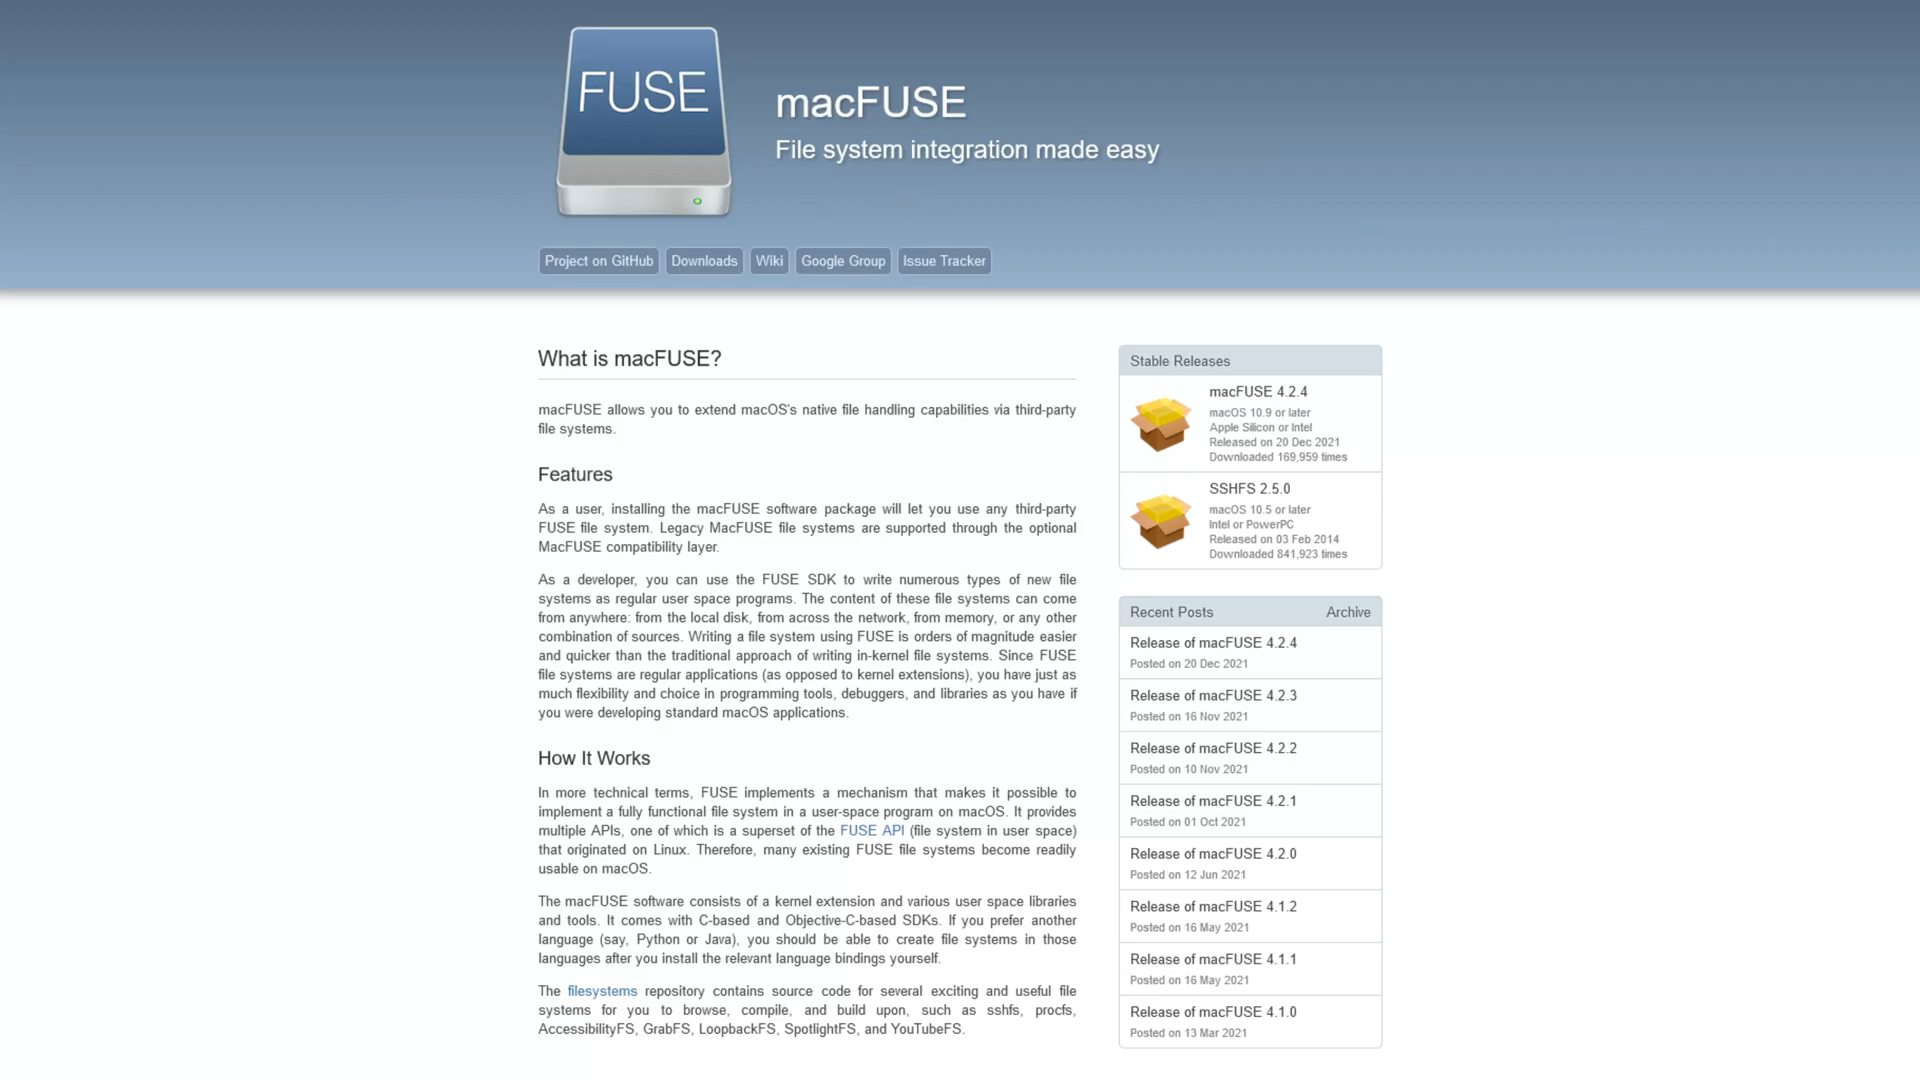 FUSE
macFUSE
File system integration made easy
Project on GitHub
Downloads
Wiki
Google Group
Issue Tracker
What is macFUSE?
macFUSE allows you to extend macOS's native file handling capabilities via third-party
file systems.
Features
As a user, installing the macFUSE software package will let you use any third-party
FUSE file system. Legacy MacFUSE file systems are supported through the optional
MacFUSE compatibility layer.
As a developer, you can use the FUSE SDK to write numerous types of new file
systems as regular user space programs. The content of these file systems can come
from anywhere: from the local disk, from across the network, from memory, or any other
combination of sources. Writing a file system using FUSE is orders of magnitude easier
and quicker than the traditional approach of writing in-kernel file systems. Since FUSE
file systems are regular applications (as opposed to kernel extensions), you have just as
much flexibility and choice in programming tools, debuggers, and libraries as you have if
you were developing standard macOS applications.
How It Works
In more technical terms, FUSE implements a mechanism that makes it possible to
implement a fully functional file system in a user-space program on macOS. It provides
multiple APIs, one of which is a superset of the FUSE API (file system in user space)
that originated on Linux. Therefore, many existing FUSE file systems become readily
usable on macOS.
The macFUSE software consists of a kernel extension and various user space libraries
and tools. It comes with C-based and Objective-C-based SDKs. If you prefer another
language (say, Python or Java), you should be able to create file systems in those
languages after you install the relevant language bindings yourself.
The filesystems repository contains source code for several exciting and useful file
systems for you to browse, compile, and build upon, such as sshfs, procfs,
AccessibilityFS, GrabFS, LoopbackFS, SpotlightFS, and YouTubeFS.
Stable Releases
macFUSE 4.2.4
macOS 10.9 or later
Apple Silicon or Intel
Released on 20 Dec 2021
Downloaded 169,959 times
SSHFS 2.5.0
macOS 10.5 or later
Intel or PowerPC
Released on 03 Feb 2014
Downloaded 841,923 times
Recent Posts
Archive
Release of macFUSE 4.2.4
Posted on 20 Dec 2021
Release of macFUSE 4.2.3
Posted on 16 Nov 2021
Release of macFUSE 4.2.2
Posted on 10 Nov 2021
Release of macFUSE 4.2.1
Posted on 01 Oct 2021
Release of macFUSE 4.2.0
Posted on 12 Jun 2021
Release of macFUSE 4.1.2
Posted on 16 May 2021
Release of macFUSE 4.1.1
Posted on 16 May 2021
Release of macFUSE 4.1.0
Posted on 13 Mar 2021